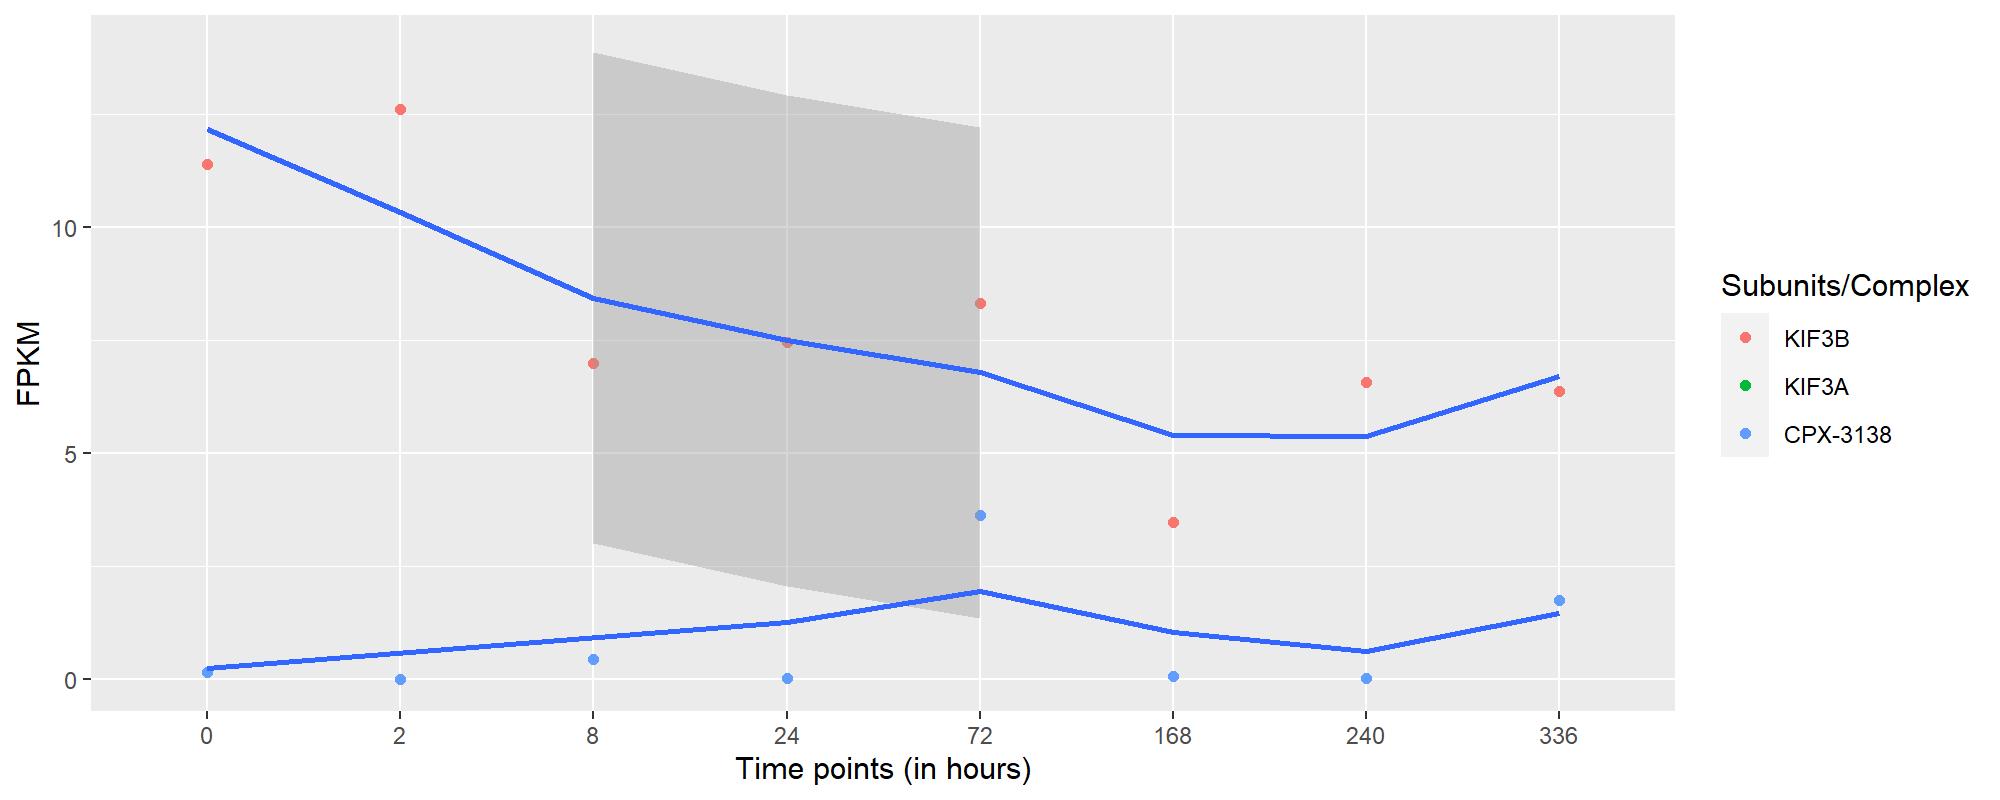 FPKM
10
5
0
0 2 8 24 72 168 240 336
Time points (in hours)
Subunits/Complex
KIF3B
KIF3A
CPX-3138